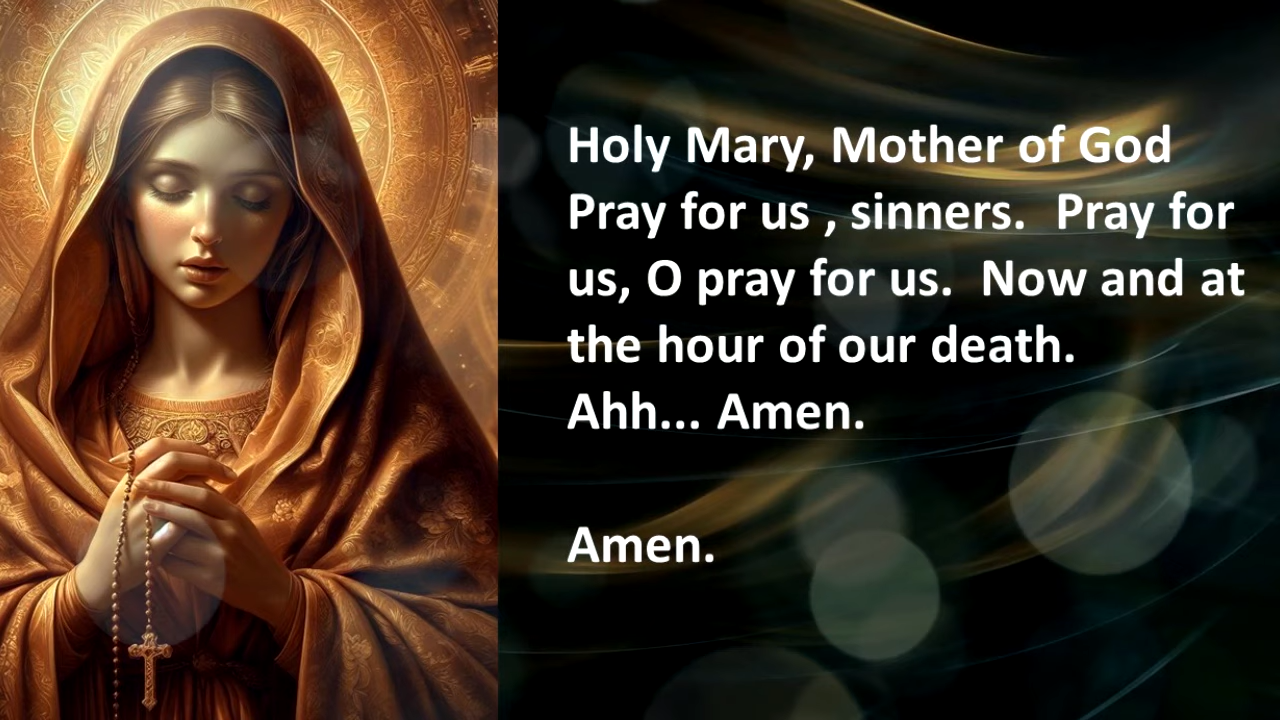 Holy Mary, Mother of God
Pray for us , sinners.  Pray for
us, O pray for us.  Now and at
the hour of our death.
Ahh... Amen.
Amen.